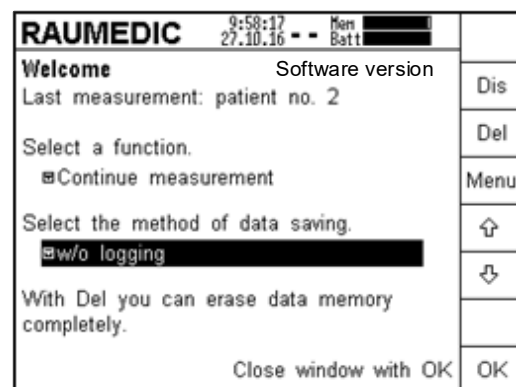 RAUMEDIC 9:58:17 Mem
27.10.16 - - Batt
Welcome Software version
Last measurement: patient no. 2
Dis
Del
Select a function.
Continue measurement
Menu
Select the method of data saving.
w/o logging
With Del you can erase data memory
completely.
Close window with OK
OK